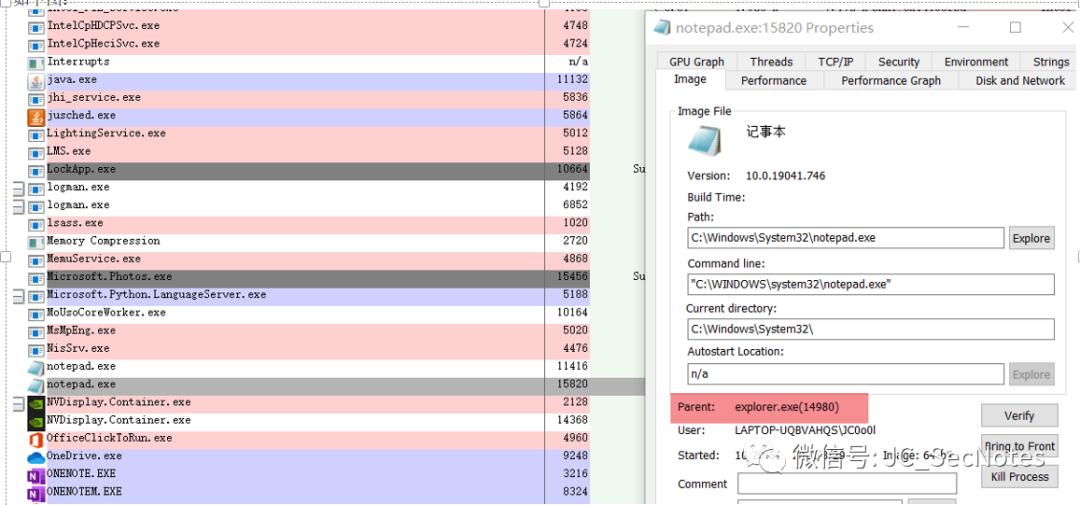 IntelCpHDCPSvc.exe 4748
IntelCpHeciSvc.exe 4724
Interrupts n/a
java.exe 11132
jhi_service.exe 5836
jusched.exe 5864
LightingService.exe 5012
LMS.exe 5128
LockApp.exe 10664 Su
logman.exe 4192
logman.exe 6852
lsass.exe 1020
Memory Compression 2720
MemuService.exe 4868
Microsoft.Photos.exe 15456 Su
Microsoft.Python.LanguageServer.exe 5188
MoUsoCoreWorker.exe 10164
MsMpEng.exe 5020
NisSrv.exe 4476
notepad.exe 11416
notepad.exe 15820
NVDisplay.Container.exe 2128
NVDisplay.Container.exe 14368
OfficeClickToRun.exe 4960
OneDrive.exe 9248
ONENOTE.EXE 3216
ONENOTEM.EXE 8324
notepad.exe:15820 Properties
GPU Graph Threads TCP/IP Security Environment Strings
Image Performance Performance Graph Disk and Network
Image File
记事本
Version: 10.0.19041.746
Build Time:
Path:
C:\Windows\System32\notepad.exe Explore
Command line:
"C:\WINDOWS\system32\notepad.exe"
Current directory:
C:\Windows\System32\
Autostart Location:
n/a Explore
Parent: explorer.exe(14980)
Verify
User: LAPTOP-UQBVAHQS\JC0o0l
Bring to Front
Started: Image: 64-
微信号: JC_SecNotes
Kill Process
Comment